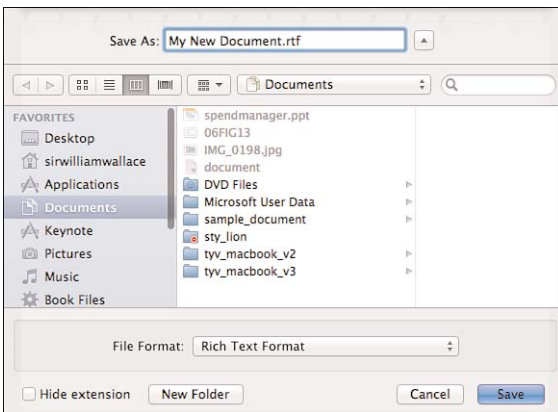 Save As: My New Document.rtf
Documents
FAVORITES
Desktop
sirwilliamwallace
Applications
Documents
Keynote
Pictures
Music
Book Files
spendmanager.ppt
06FIG13
IMG_0198.jpg
document
DVD Files
Microsoft User Data
sample_document
sty_lion
tyv_macbook_v2
tyv_macbook_v3
File Format: Rich Text Format
Hide extension
New Folder
Cancel
Save